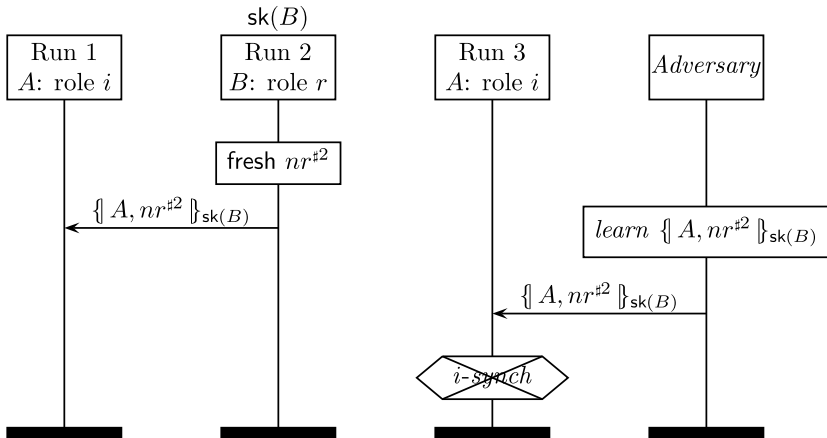 sk(B)
Run 1
A: role i
Run 2
B: role r
Run 3
A: role i
Adversary
fresh nr♯2
{| A, nr♯2 |}sk(B)
learn {| A, nr♯2 |}sk(B)
{| A, nr♯2 |}sk(B)
i-synch